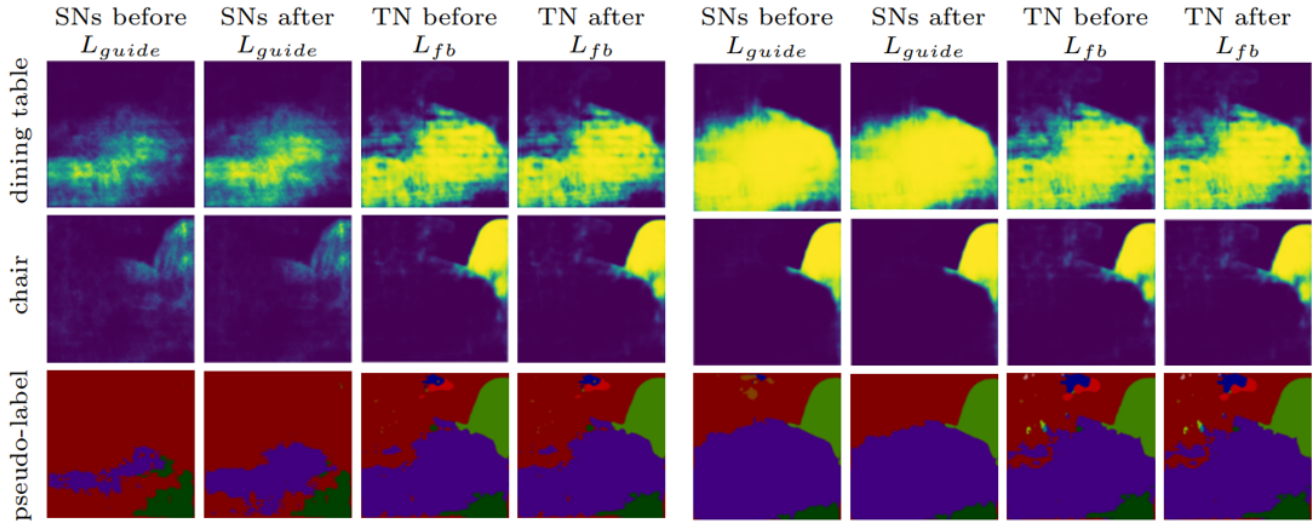 SNs before SNs after TN before TN after SNs before SNs after TN before TN after
L_guide L_guide L_fb L_fb L_guide L_guide L_fb L_fb
dining table
chair
pseudo-label